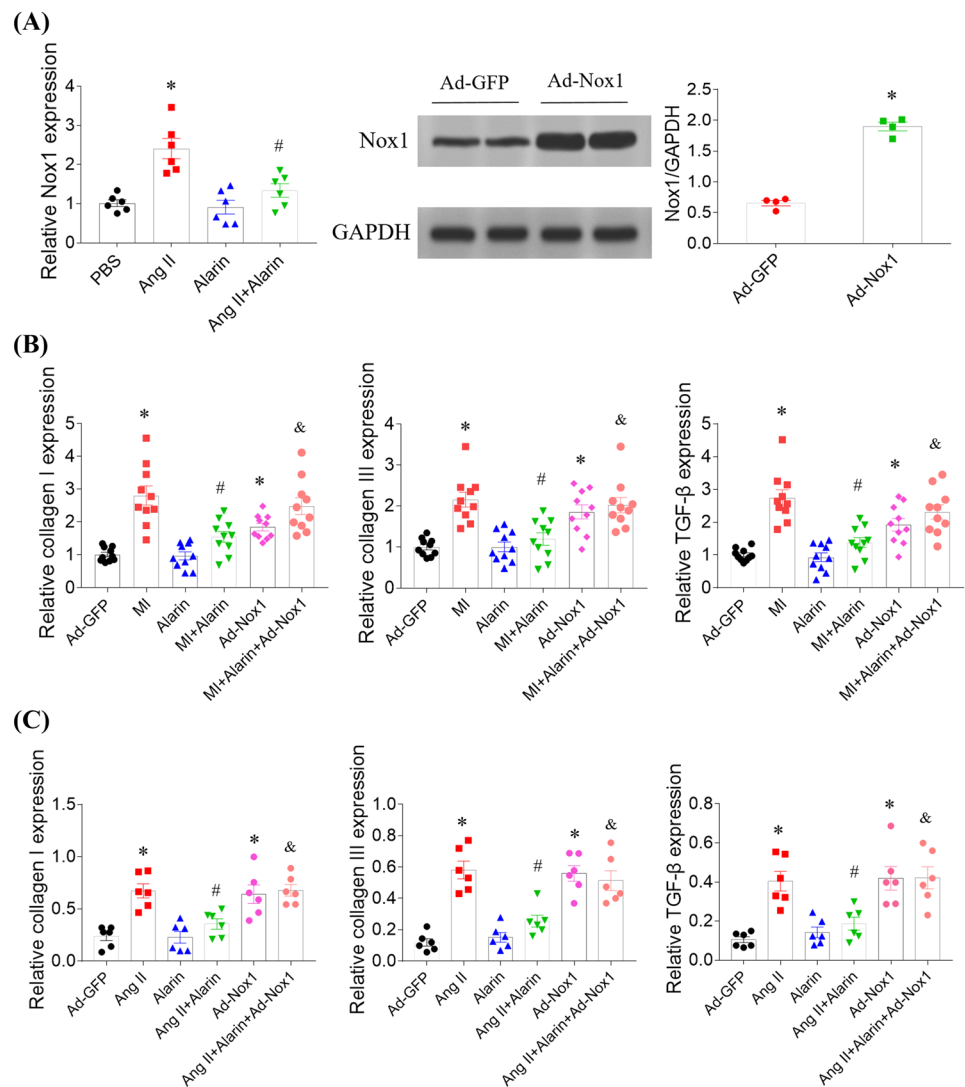 (A)
Relative Nox1 expression
4
3
2
1
0
*
#
PBS
Ang II
Alarin
Ang II+Alarin
Ad-GFP
Ad-Nox1
Nox1
GAPDH
Nox1/GAPDH
2.5
2.0
1.5
1.0
0.5
0.0
*
Ad-GFP
Ad-Nox1
(B)
Relative collagen I expression
5
4
3
2
1
0
*
#
*
&
Ad-GFP
MI
Alarin
MI+Alarin
Ad-Nox1
MI+Alarin+Ad-Nox1
Relative collagen III expression
4
3
2
1
0
*
#
*
&
Ad-GFP
MI
Alarin
MI+Alarin
Ad-Nox1
MI+Alarin+Ad-Nox1
Relative TGF-β expression
5
4
3
2
1
0
*
#
*
&
Ad-GFP
MI
Alarin
MI+Alarin
Ad-Nox1
MI+Alarin+Ad-Nox1
(C)
Relative collagen I expression
1.5
1.0
0.5
0.0
*
#
*
&
Ad-GFP
Ang II
Alarin
Ang II+Alarin
Ad-Nox1
Ang II+Alarin+Ad-Nox1
Relative collagen III expression
1.0
0.8
0.6
0.4
0.2
0.0
*
#
*
&
Ad-GFP
Ang II
Alarin
Ang II+Alarin
Ad-Nox1
Ang II+Alarin+Ad-Nox1
Relative TGF-β expression
0.8
0.6
0.4
0.2
0.0
*
#
*
&
Ad-GFP
Ang II
Alarin
Ang II+Alarin
Ad-Nox1
Ang II+Alarin+Ad-Nox1